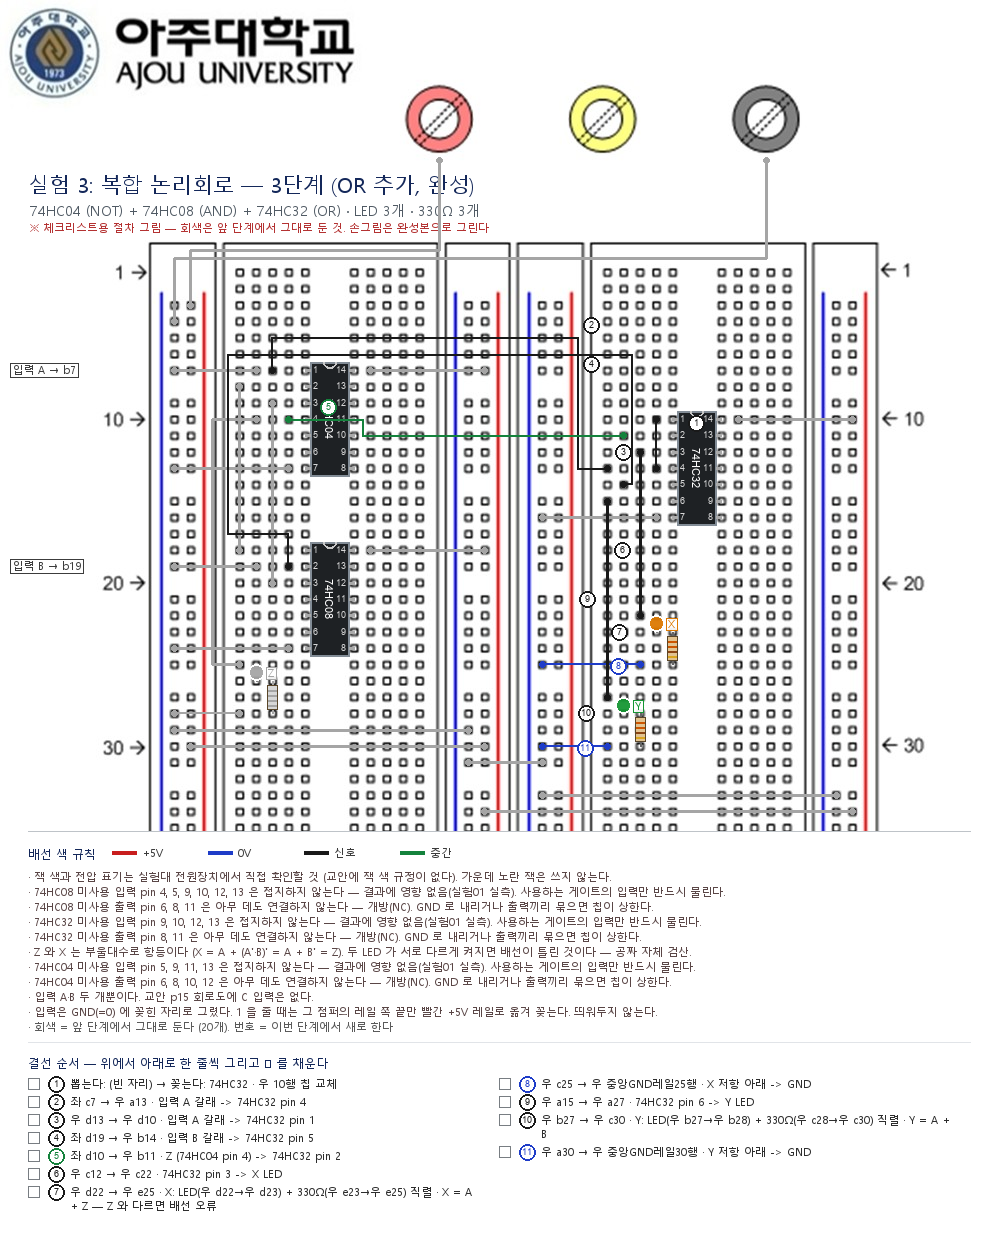 아주대학교
AJOU UNIVERSITY
1973
AJOU UNIVERSITY
실험 3: 복합 논리회로 — 3단계 (OR 추가, 완성)
74HC04 (NOT) + 74HC08 (AND) + 74HC32 (OR) · LED 3개 · 330Ω 3개
※ 체크리스트용 절차 그림 — 회색은 앞 단계에서 그대로 둔 것. 손그림은 완성본으로 그린다
1
1
입력 A → b7
10
10
입력 B → b19
20
20
30
30
74HC32
74HC08
X
Y
Z
배선 색 규칙
+5V
0V
신호
중간
· 잭 색과 전압 표기는 실험대 전원장치에서 직접 확인할 것 (교안에 잭 색 규정이 없다). 가운데 노란 잭은 쓰지 않는다.
· 74HC08 미사용 입력 pin 4, 5, 9, 10, 12, 13 은 접지하지 않는다 — 결과에 영향 없음(실험01 실측). 사용하는 게이트의 입력만 반드시 물린다.
· 74HC08 미사용 출력 pin 6, 8, 11 은 아무 데도 연결하지 않는다 — 개방(NC). GND 로 내리거나 출력끼리 묶으면 칩이 상한다.
· 74HC32 미사용 입력 pin 9, 10, 12, 13 은 접지하지 않는다 — 결과에 영향 없음(실험01 실측). 사용하는 게이트의 입력만 반드시 물린다.
· 74HC32 미사용 출력 pin 8, 11 은 아무 데도 연결하지 않는다 — 개방(NC). GND 로 내리거나 출력끼리 묶으면 칩이 상한다.
· Z 와 X 는 부울대수로 항등이다 (X = A + (A'·B)' = A + B' = Z). 두 LED 가 서로 다르게 켜지면 배선이 틀린 것이다 — 공짜 자체 검산.
· 74HC04 미사용 입력 pin 5, 9, 11, 13 은 접지하지 않는다 — 결과에 영향 없음(실험01 실측). 사용하는 게이트의 입력만 반드시 물린다.
· 74HC04 미사용 출력 pin 6, 8, 10, 12 은 아무 데도 연결하지 않는다 — 개방(NC). GND 로 내리거나 출력끼리 묶으면 칩이 상한다.
· 입력 A·B 두 개뿐이다. 교안 p15 회로도에 C 입력은 없다.
· 입력은 GND(=0) 에 꽂힌 자리로 그렸다. 1 을 줄 때는 그 점퍼의 레일 쪽 끝만 빨간 +5V 레일로 옮겨 꽂는다. 띄워두지 않는다.
· 회색 = 앞 단계에서 그대로 둔다 (20개). 번호 = 이번 단계에서 새로 한다
결선 순서 — 위에서 아래로 한 줄씩 그리고 □ 를 채운다
1 뽑는다: (빈 자리) → 꽂는다: 74HC32 · 우 10행 칩 교체
2 좌 c7 → 우 a13 · 입력 A 갈래 -> 74HC32 pin 4
3 우 d13 → 우 d10 · 입력 A 갈래 -> 74HC32 pin 1
4 좌 d19 → 우 b14 · 입력 B 갈래 -> 74HC32 pin 5
5 좌 d10 → 우 b11 · Z (74HC04 pin 4) -> 74HC32 pin 2
6 우 c12 → 우 c22 · 74HC32 pin 3 -> X LED
7 우 d22 → 우 e25 · X: LED(우 d22→우 d23) + 330Ω(우 e23→우 e25) 직렬 · X = A
+ Z — Z 와 다르면 배선 오류
8 우 c25 → 우 중앙GND레일25행 · X 저항 아래 -> GND
9 우 a15 → 우 a27 · 74HC32 pin 6 -> Y LED
10 우 b27 → 우 c30 · Y: LED(우 b27→우 b28) + 330Ω(우 c28→우 c30) 직렬 · Y = A +
B
11 우 a30 → 우 중앙GND레일30행 · Y 저항 아래 -> GND